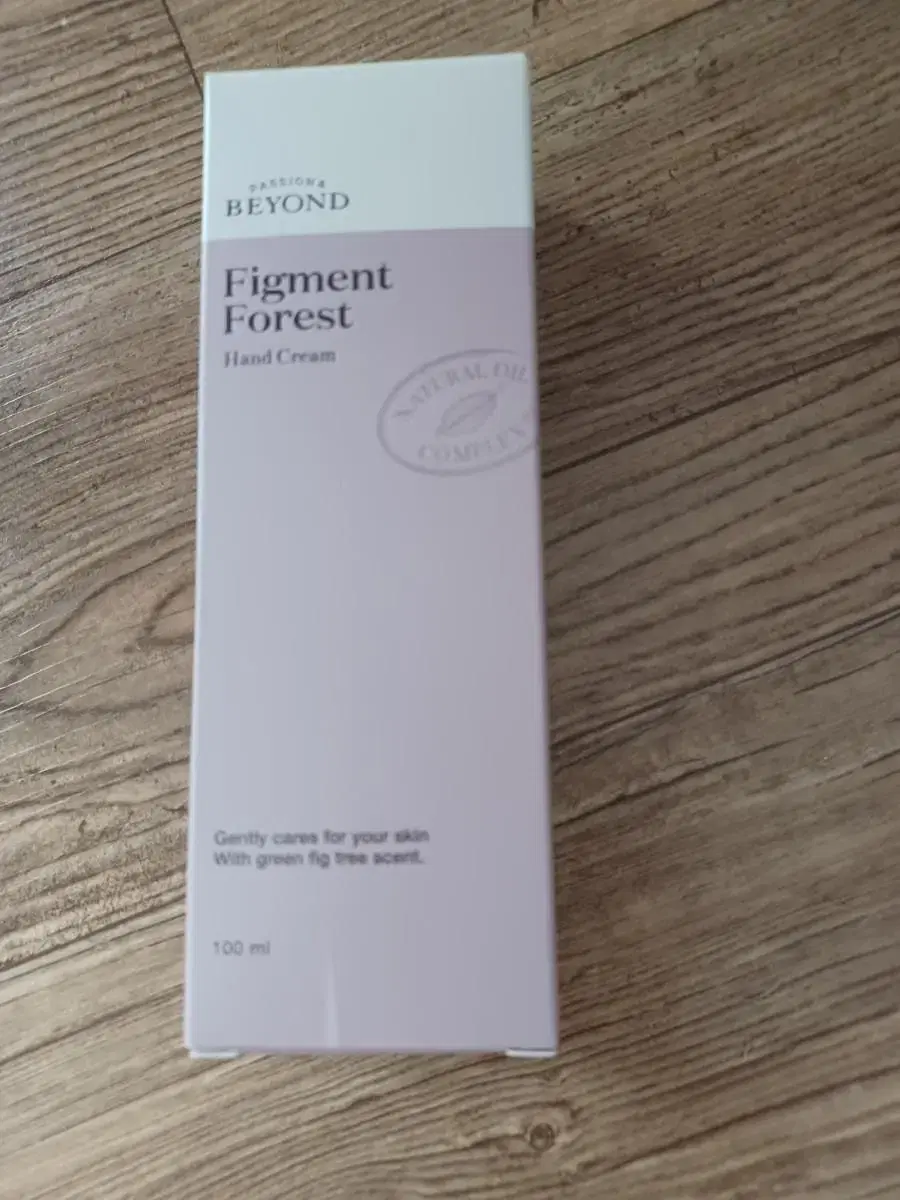 PASSION &
BEYOND
Figment
Forest
Hand Cream
NATURAL OIL
COMPLEX
Gently cares for your skin
With green fig tree scent.
100 ml